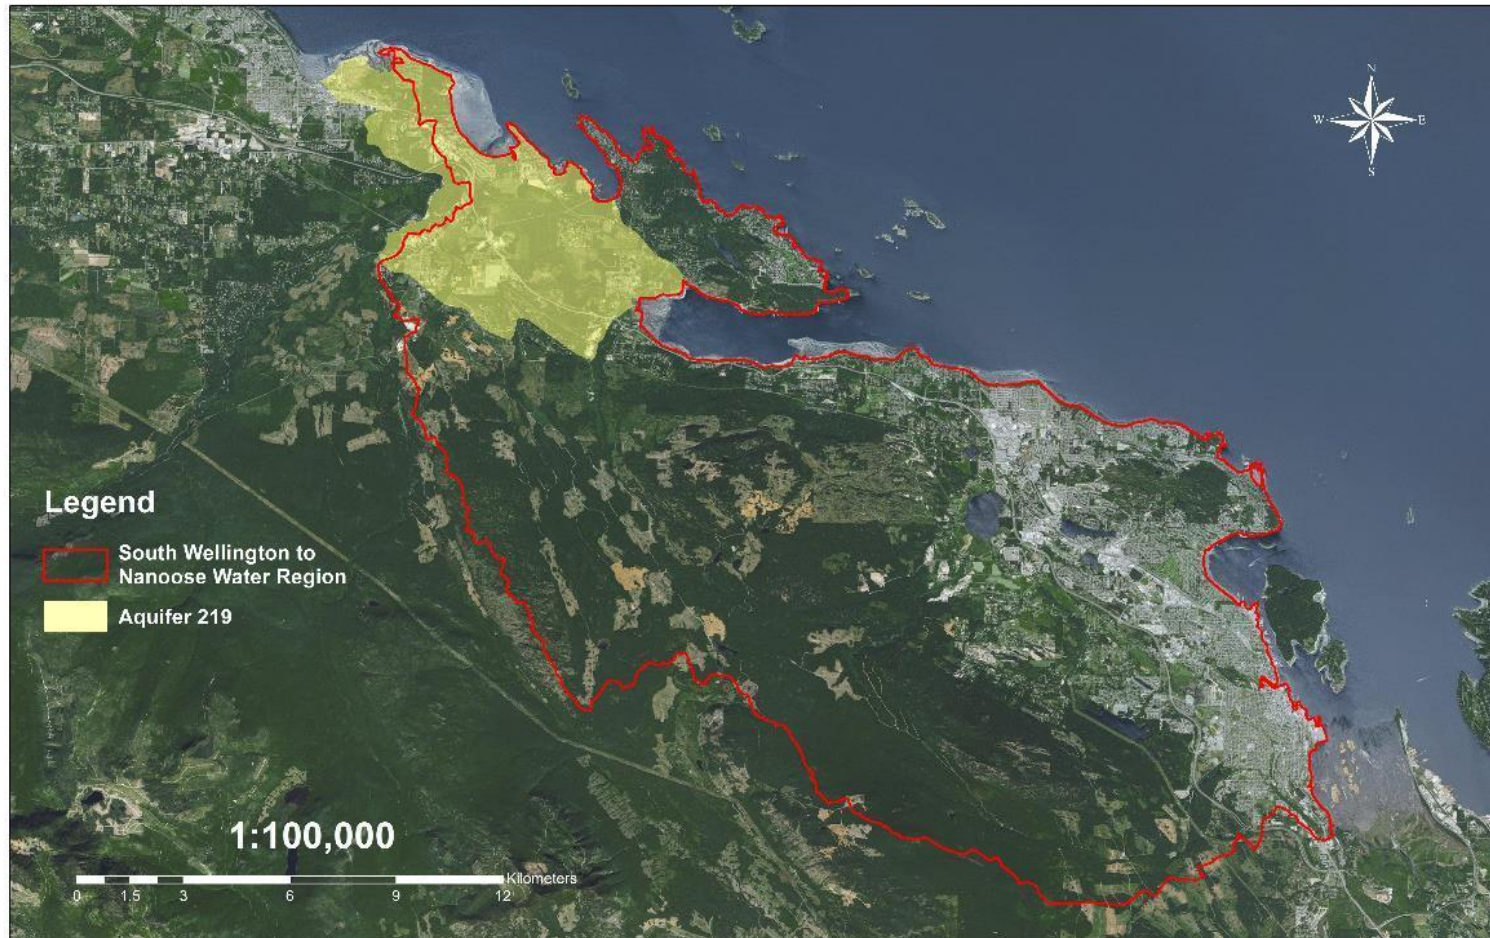 N
W
E
S
Legend
South Wellington to
Nanoose Water Region
Aquifer 219
1:100,000
Kilometers
0 1.5 3 6 9 12